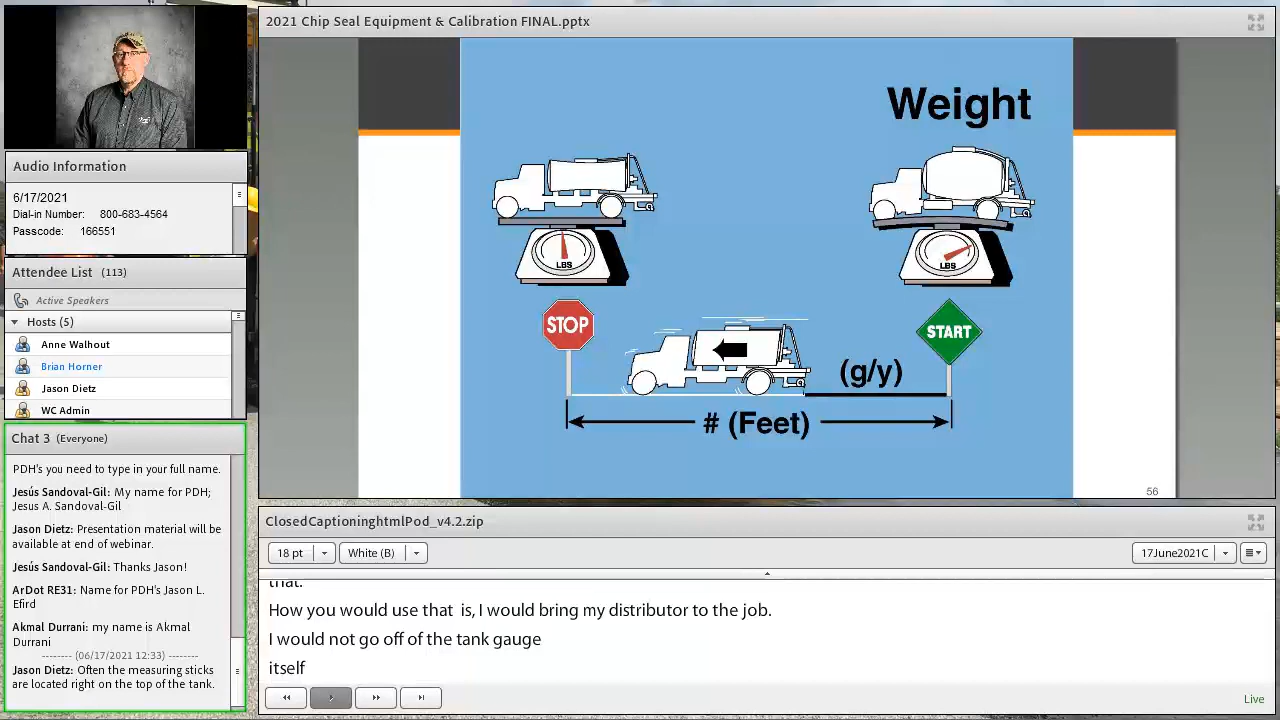 2021 Chip Seal Equipment & Calibration FINAL.pptx
Audio Information
6/17/2021
Dial-in Number: 800-683-4564
Passcode: 166551
Attendee List (113)
Active Speakers
Hosts (5)
Anne Walhout
Brian Horner
Jason Dietz
WC Admin
Chat 3 (Everyone)
PDH's you need to type in your full name.
Jesús Sandoval-Gil: My name for PDH;
Jesus A. Sandoval-Gil
Jason Dietz: Presentation material will be
available at end of webinar.
Jesús Sandoval-Gil: Thanks Jason!
ArDot RE31: Name for PDH's Jason L.
Efird
Akmal Durrani: my name is Akmal
Durrani
-------- (06/17/2021 12:33) --------
Jason Dietz: Often the measuring sticks
are located right on the top of the tank.
Weight
LBS
LBS
STOP
START
(g/y)
# (Feet)
56
ClosedCaptioninghtmlPod_v4.2.zip
18 pt
White (B)
17June2021C
that.
How you would use that is, I would bring my distributor to the job.
I would not go off of the tank gauge
itself
Live